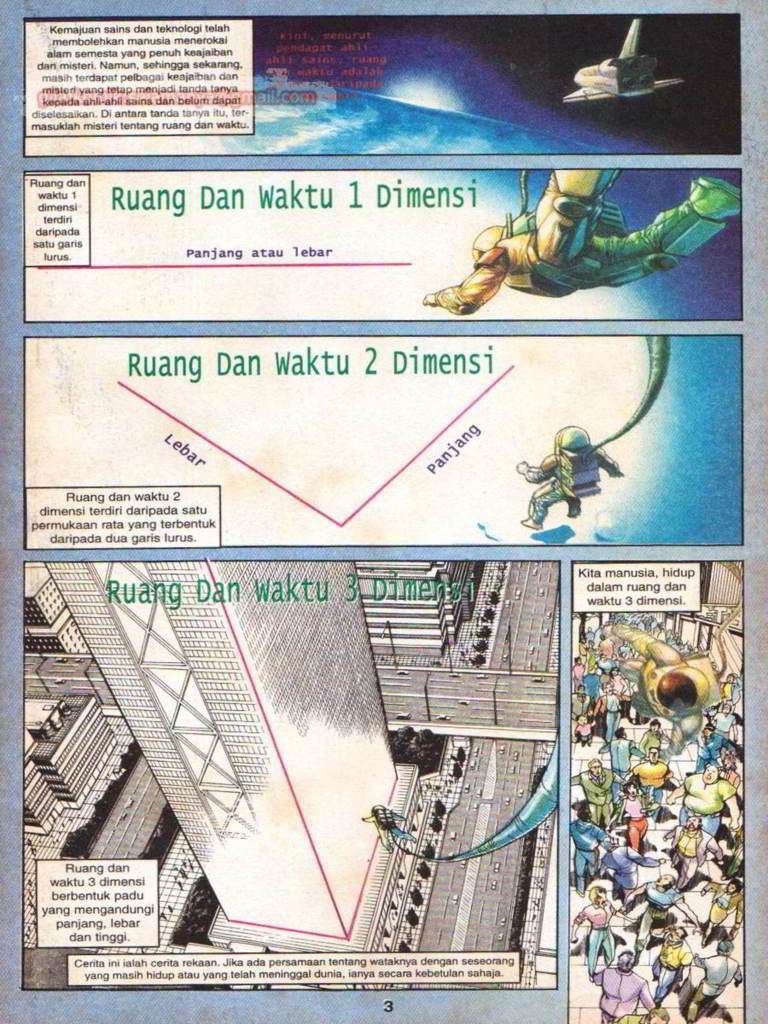 Kemajuan sains dan teknologi telah
membolehkan manusia menerokai
alam semesta yang penuh keajaiban
dan misteri. Namun, sehingga sekarang,
masih terdapat pelbagai keajaiban dan
misteri yang tetap menjadi tanda tanya
kepada ahli-ahli sains dan belum dapat
diselesaikan. Di antara tanda tanya itu, ter-
masuklah misteri tentang ruang dan waktu.
Kini, menurut
pendapat ahli-
ahli sains, ruang
dan waktu adalah
daripada
Ruang dan
waktu 1
dimensi
terdiri
daripada
satu garis
lurus.
Ruang Dan Waktu 1 Dimensi
Panjang atau lebar
Ruang Dan Waktu 2 Dimensi
Lebar
Panjang
Ruang dan waktu 2
dimensi terdiri daripada satu
permukaan rata yang terbentuk
daripada dua garis lurus.
Ruang Dan Waktu 3 Dimensi
Ruang dan
waktu 3 dimensi
berbentuk padu
yang mengandungi
panjang, lebar
dan tinggi.
Kita manusia, hidup
dalam ruang dan
waktu 3 dimensi.
Cerita ini ialah cerita rekaan. Jika ada persamaan tentang wataknya dengan seseorang
yang masih hidup atau yang telah meninggal dunia, ianya secara kebetulan sahaja.
3